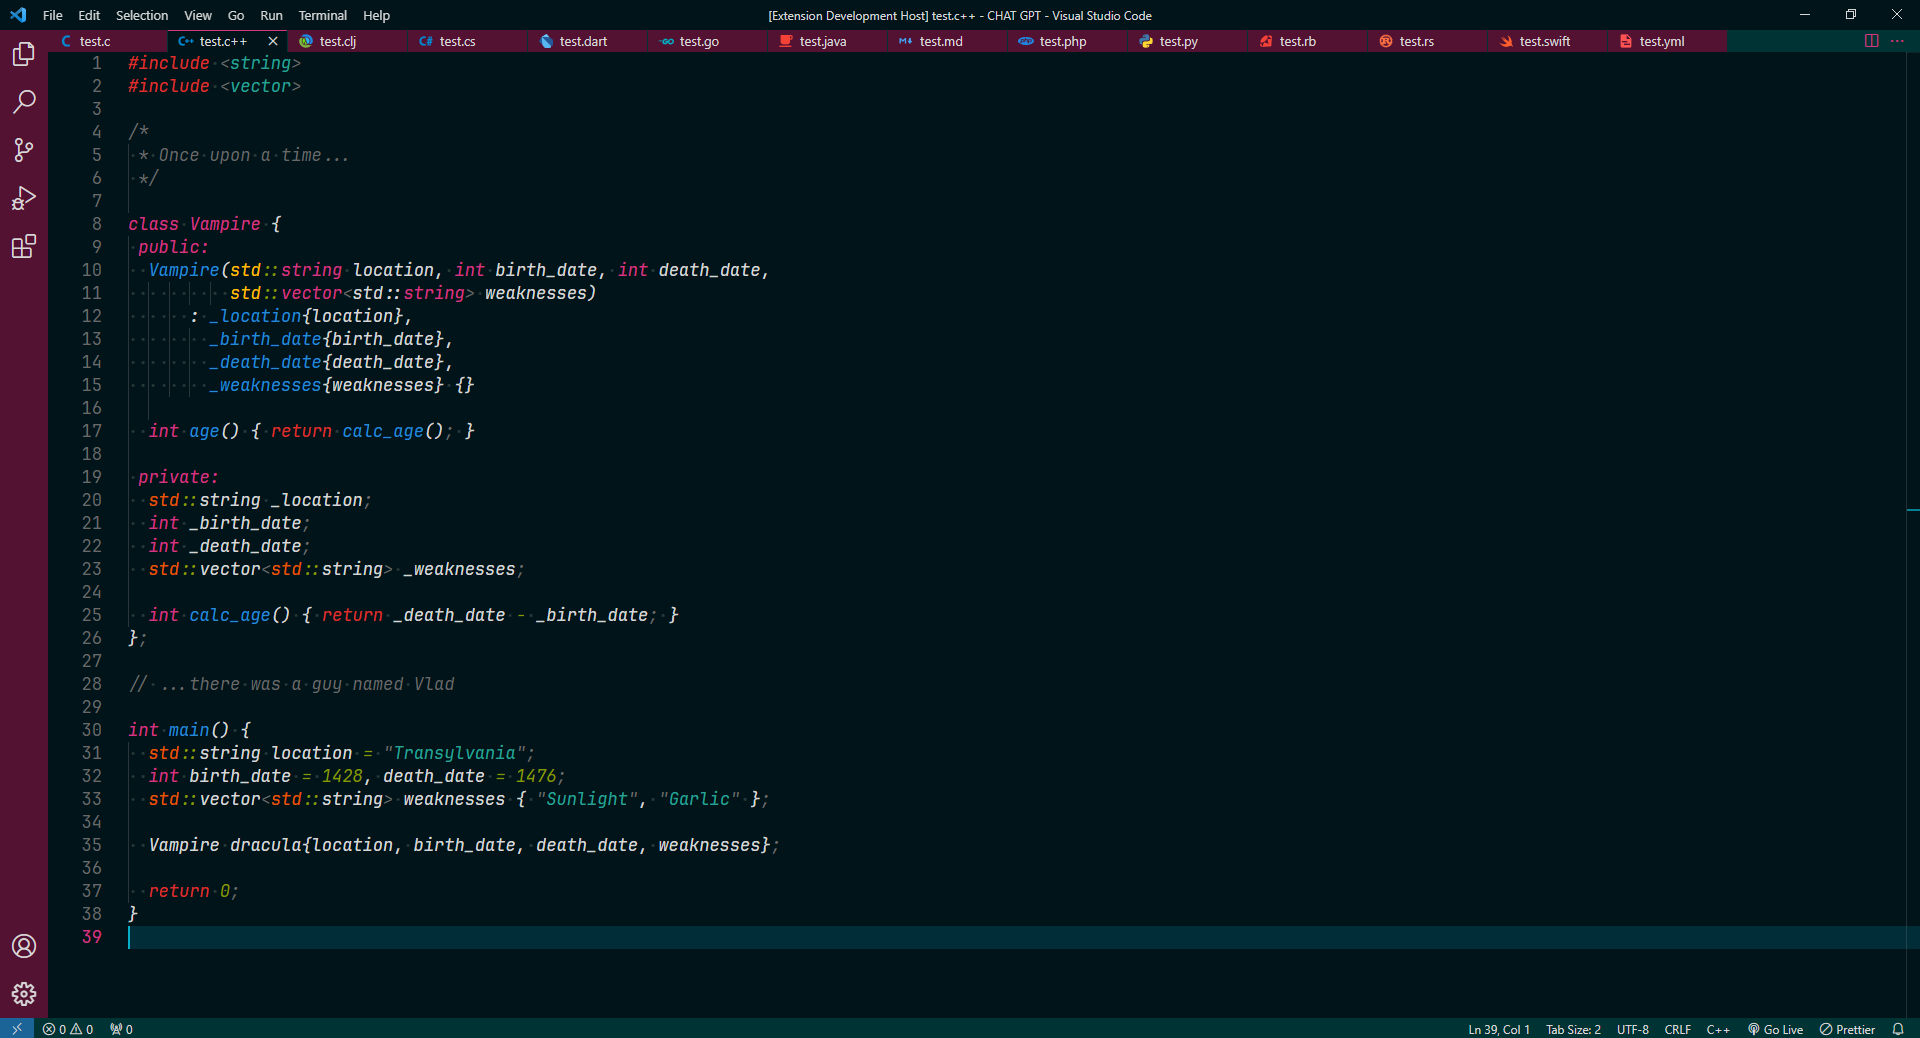 File Edit Selection View Go Run Terminal Help [Extension Development Host] test.c++ - CHAT GPT - Visual Studio Code
test.c test.c++ test.clj test.cs test.dart test.go test.java test.md test.php test.py test.rb test.rs test.swift test.yml
1 #include <string>
2 #include <vector>
3
4 /*
5  * Once upon a time...
6  */
7
8 class Vampire {
9  public:
10   Vampire(std::string location, int birth_date, int death_date,
11           std::vector<std::string> weaknesses)
12       : _location{location},
13         _birth_date{birth_date},
14         _death_date{death_date},
15         _weaknesses{weaknesses} {}
16
17   int age() { return calc_age(); }
18
19  private:
20   std::string _location;
21   int _birth_date;
22   int _death_date;
23   std::vector<std::string> _weaknesses;
24
25   int calc_age() { return _death_date - _birth_date; }
26 };
27
28 // ...there was a guy named Vlad
29
30 int main() {
31   std::string location = "Transylvania";
32   int birth_date = 1428, death_date = 1476;
33   std::vector<std::string> weaknesses { "Sunlight", "Garlic" };
34
35   Vampire dracula{location, birth_date, death_date, weaknesses};
36
37   return 0;
38 }
39
0 0 0 Ln 39, Col 1 Tab Size: 2 UTF-8 CRLF C++ Go Live Prettier